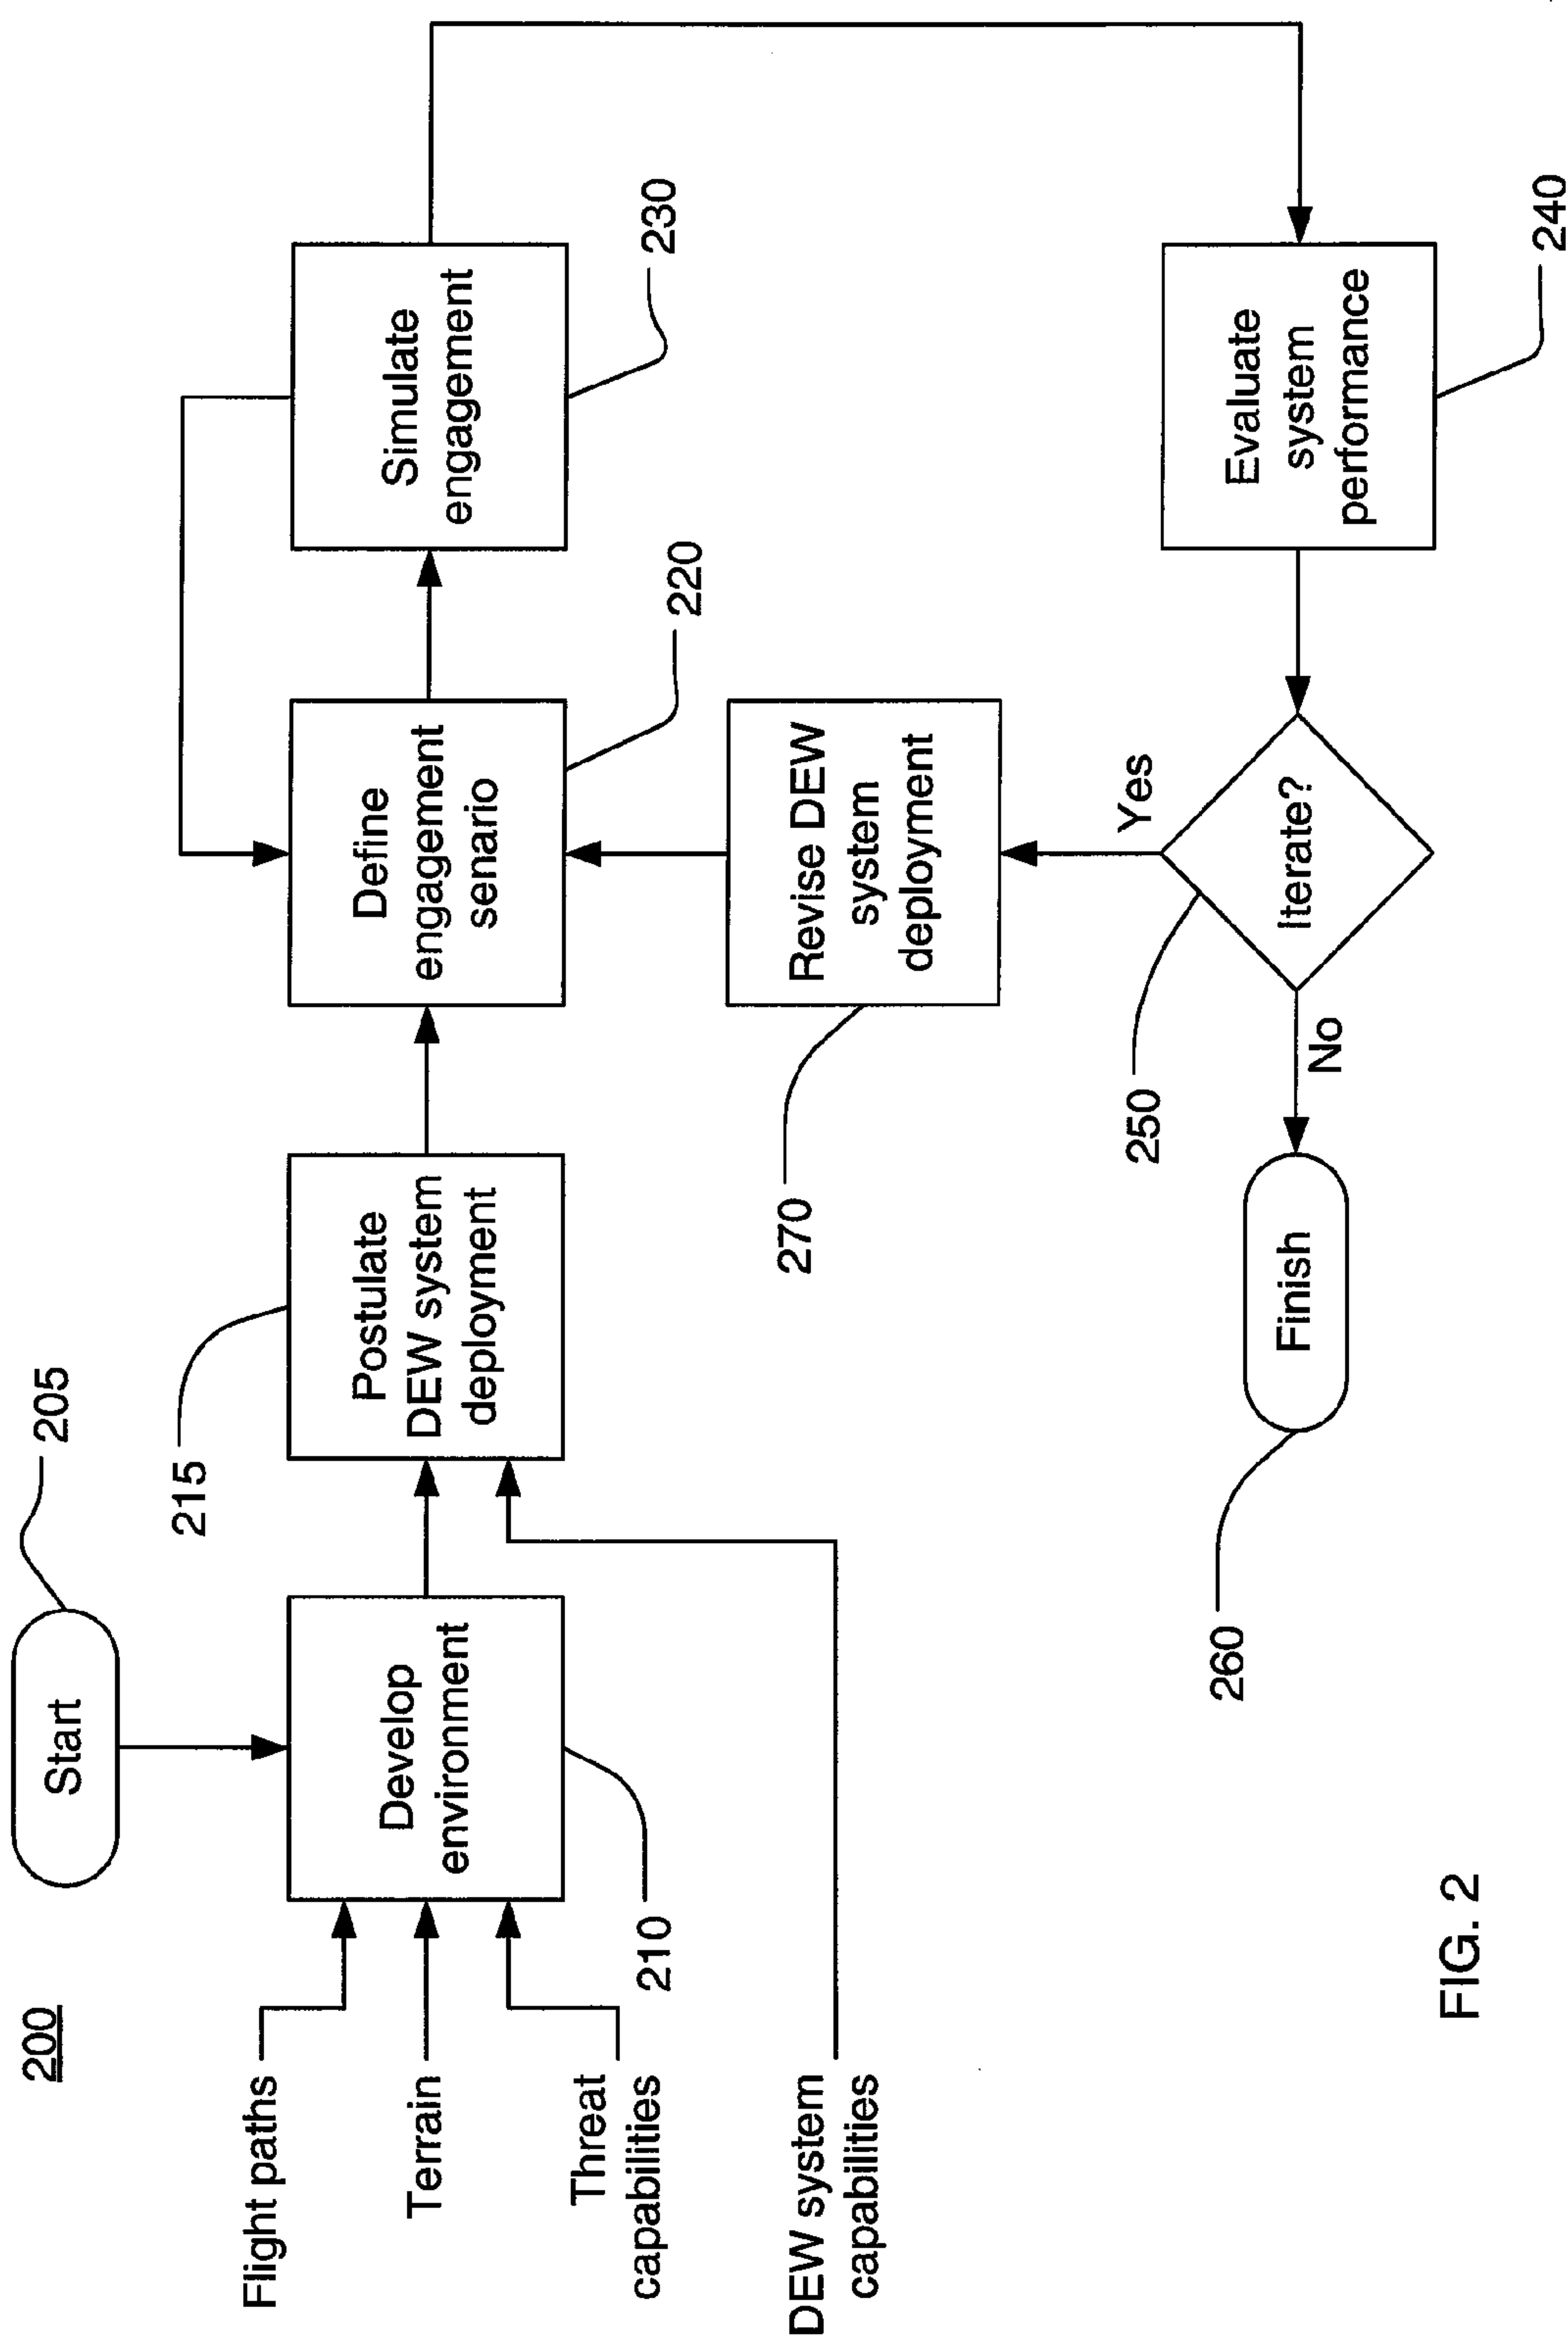 200
Start
205
Flight paths
Terrain
Threat
capabilities
DEW system
capabilities
Develop
environment
210
Postulate
DEW system
deployment
215
Define
engagement
senario
220
Simulate
engagement
230
Revise DEW
system
deployment
270
Evaluate
system
performance
240
Iterate?
Yes
No
250
Finish
260
FIG. 2